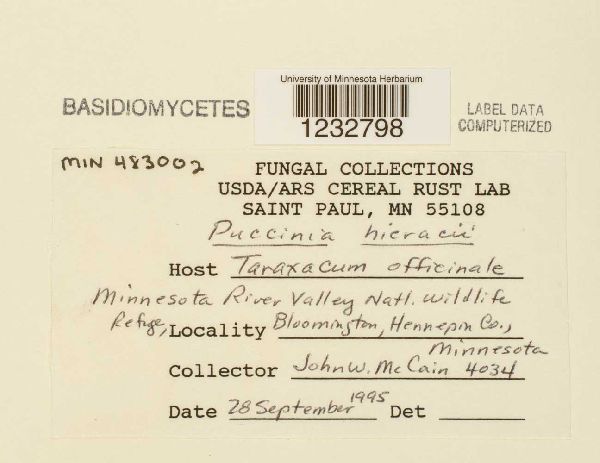 University of Minnesota Herbarium
BASIDIOMYCETES
1232798
LABEL DATA
COMPUTERIZED
MIN 483002
FUNGAL COLLECTIONS
USDA/ARS CEREAL RUST LAB
SAINT PAUL, MN 55108
Puccinia hieracii
Host Taraxacum officinale
Minnesota River Valley Natl. Wildlife
Refuge, Locality Bloomington, Hennepin Co.,
Minnesota
Collector John W. McCain 4034
Date 28 September 1995 Det